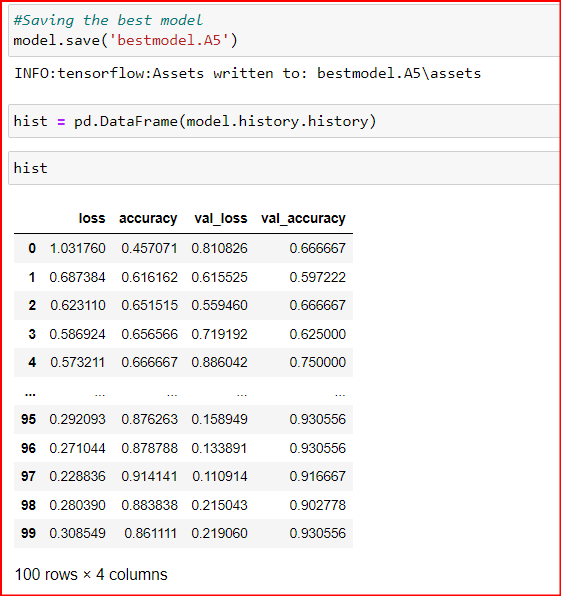 #Saving the best model
model.save('bestmodel.A5')
INFO:tensorflow:Assets written to: bestmodel.A5\assets
hist = pd.DataFrame(model.history.history)
hist
loss accuracy val_loss val_accuracy
0 1.031760 0.457071 0.810826 0.666667
1 0.687384 0.616162 0.615525 0.597222
2 0.623110 0.651515 0.559460 0.666667
3 0.586924 0.656566 0.719192 0.625000
4 0.573211 0.666667 0.886042 0.750000
... ... ... ... ...
95 0.292093 0.876263 0.158949 0.930556
96 0.271044 0.878788 0.133891 0.930556
97 0.228836 0.914141 0.110914 0.916667
98 0.280390 0.883838 0.215043 0.902778
99 0.308549 0.861111 0.219060 0.930556
100 rows × 4 columns